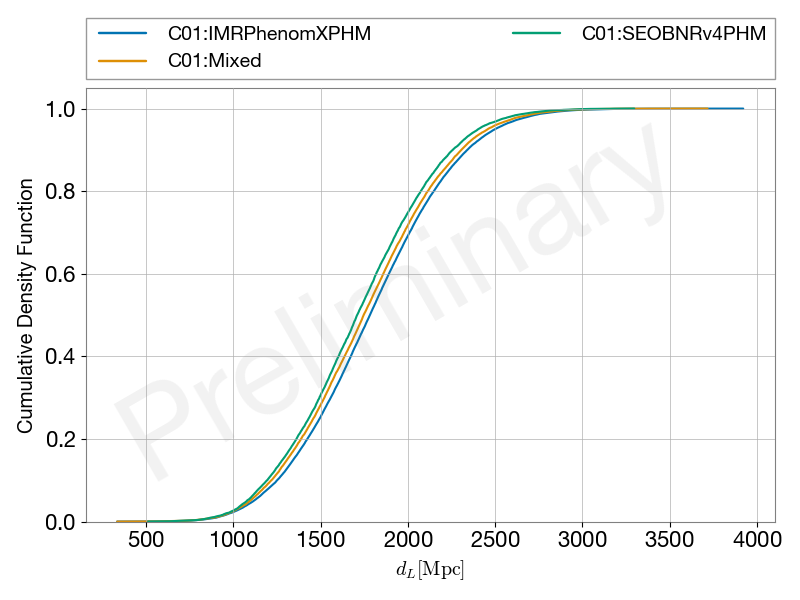 C01:IMRPhenomXPHM
C01:Mixed
C01:SEOBNRv4PHM
Cumulative Density Function
1.0
0.8
0.6
0.4
0.2
0.0
Preliminary
500 1000 1500 2000 2500 3000 3500 4000
d_L[Mpc]